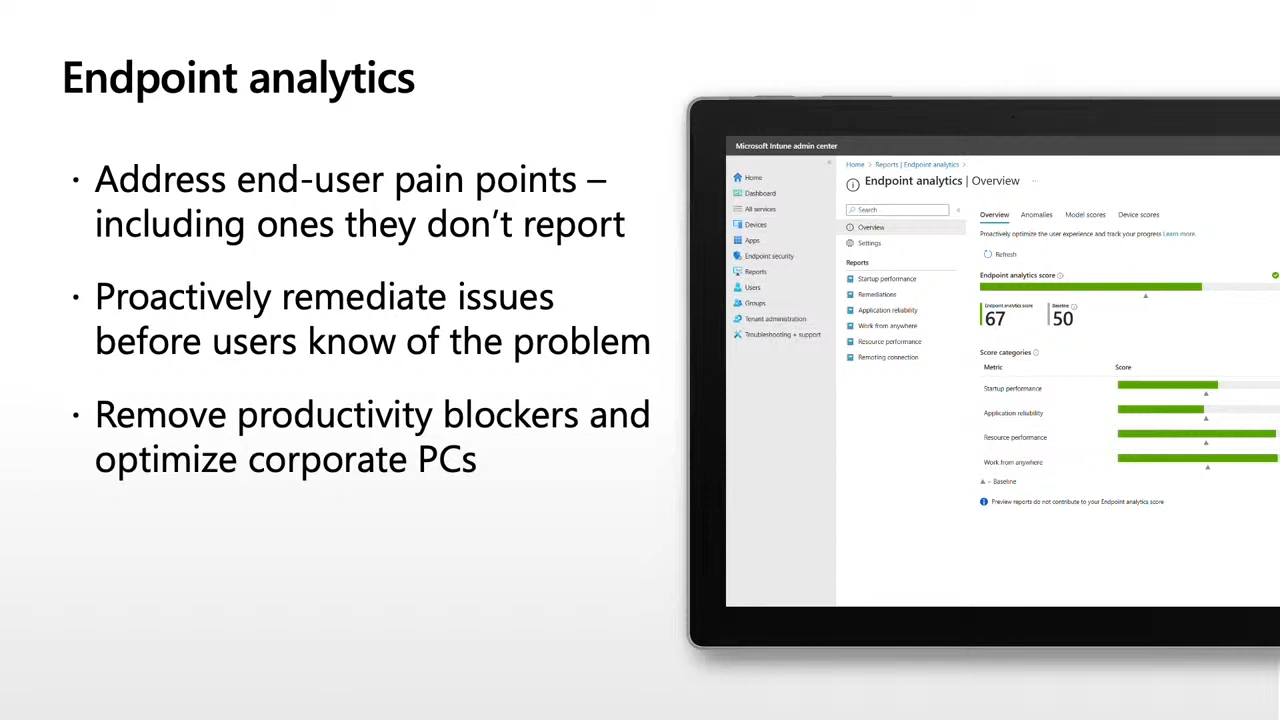 Endpoint analytics
· Address end-user pain points –
including ones they don't report
· Proactively remediate issues
before users know of the problem
· Remove productivity blockers and
optimize corporate PCs
Microsoft Intune admin center
Home
Dashboard
All services
Devices
Apps
Endpoint security
Reports
Users
Groups
Tenant administration
Troubleshooting + support
Home > Reports | Endpoint analytics >
Endpoint analytics | Overview ...
Search
Overview
Settings
Reports
Startup performance
Remediations
Application reliability
Work from anywhere
Resource performance
Remoting connection
Overview Anomalies Model scores Device scores
Proactively optimize the user experience and track your progress Learn more.
Refresh
Endpoint analytics score
Endpoint analytics score
67
Baseline
50
Score categories
Metric Score
Startup performance
Application reliability
Resource performance
Work from anywhere
▲ = Baseline
Preview reports do not contribute to your Endpoint analytics score